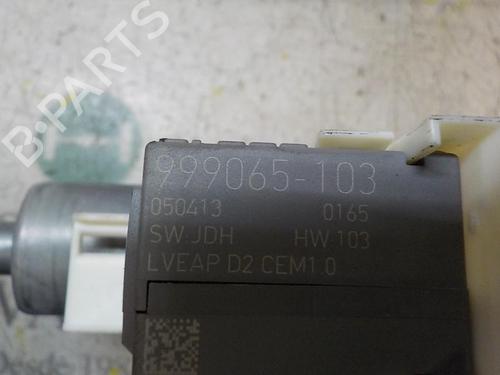 B-PARTS
999065-103
050413 0165
SW:JDH HW:103
LVEAP D2 CEM1.0